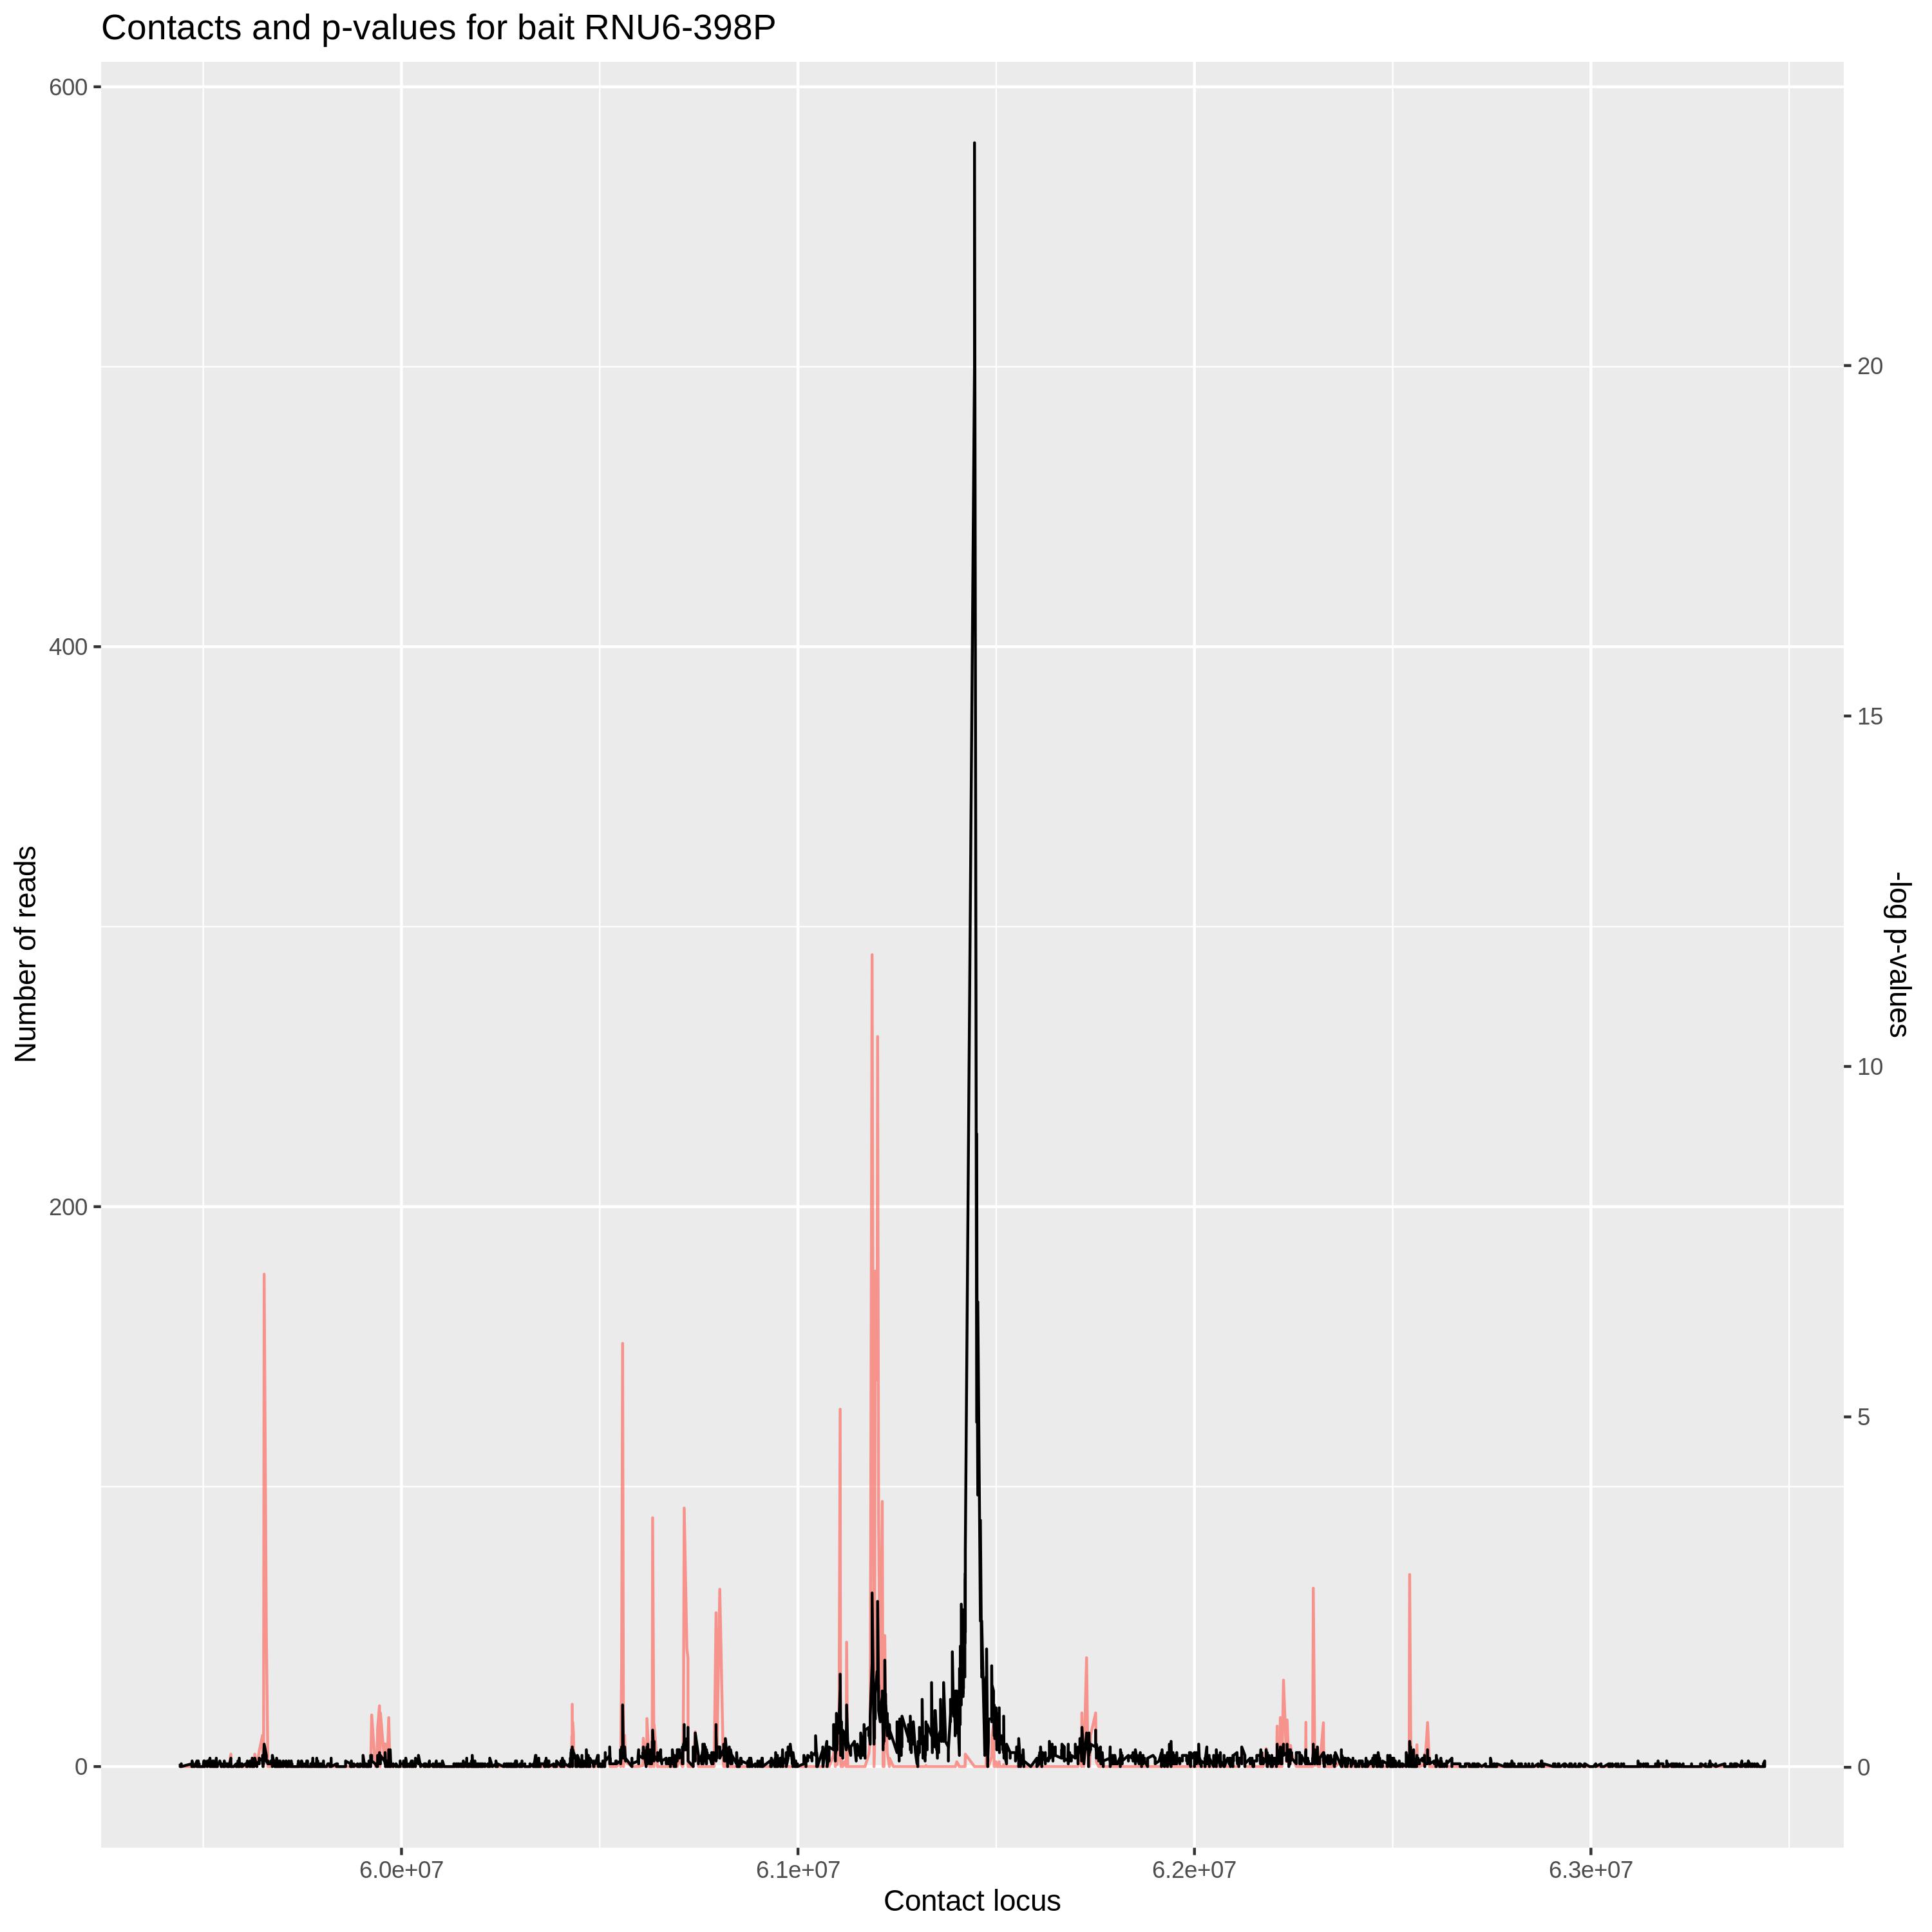 Contacts and p-values for bait RNU6-398P
600
400
200
0
Number of reads
20
15
10
5
0
-log p-values
6.0e+07
6.1e+07
6.2e+07
6.3e+07
Contact locus